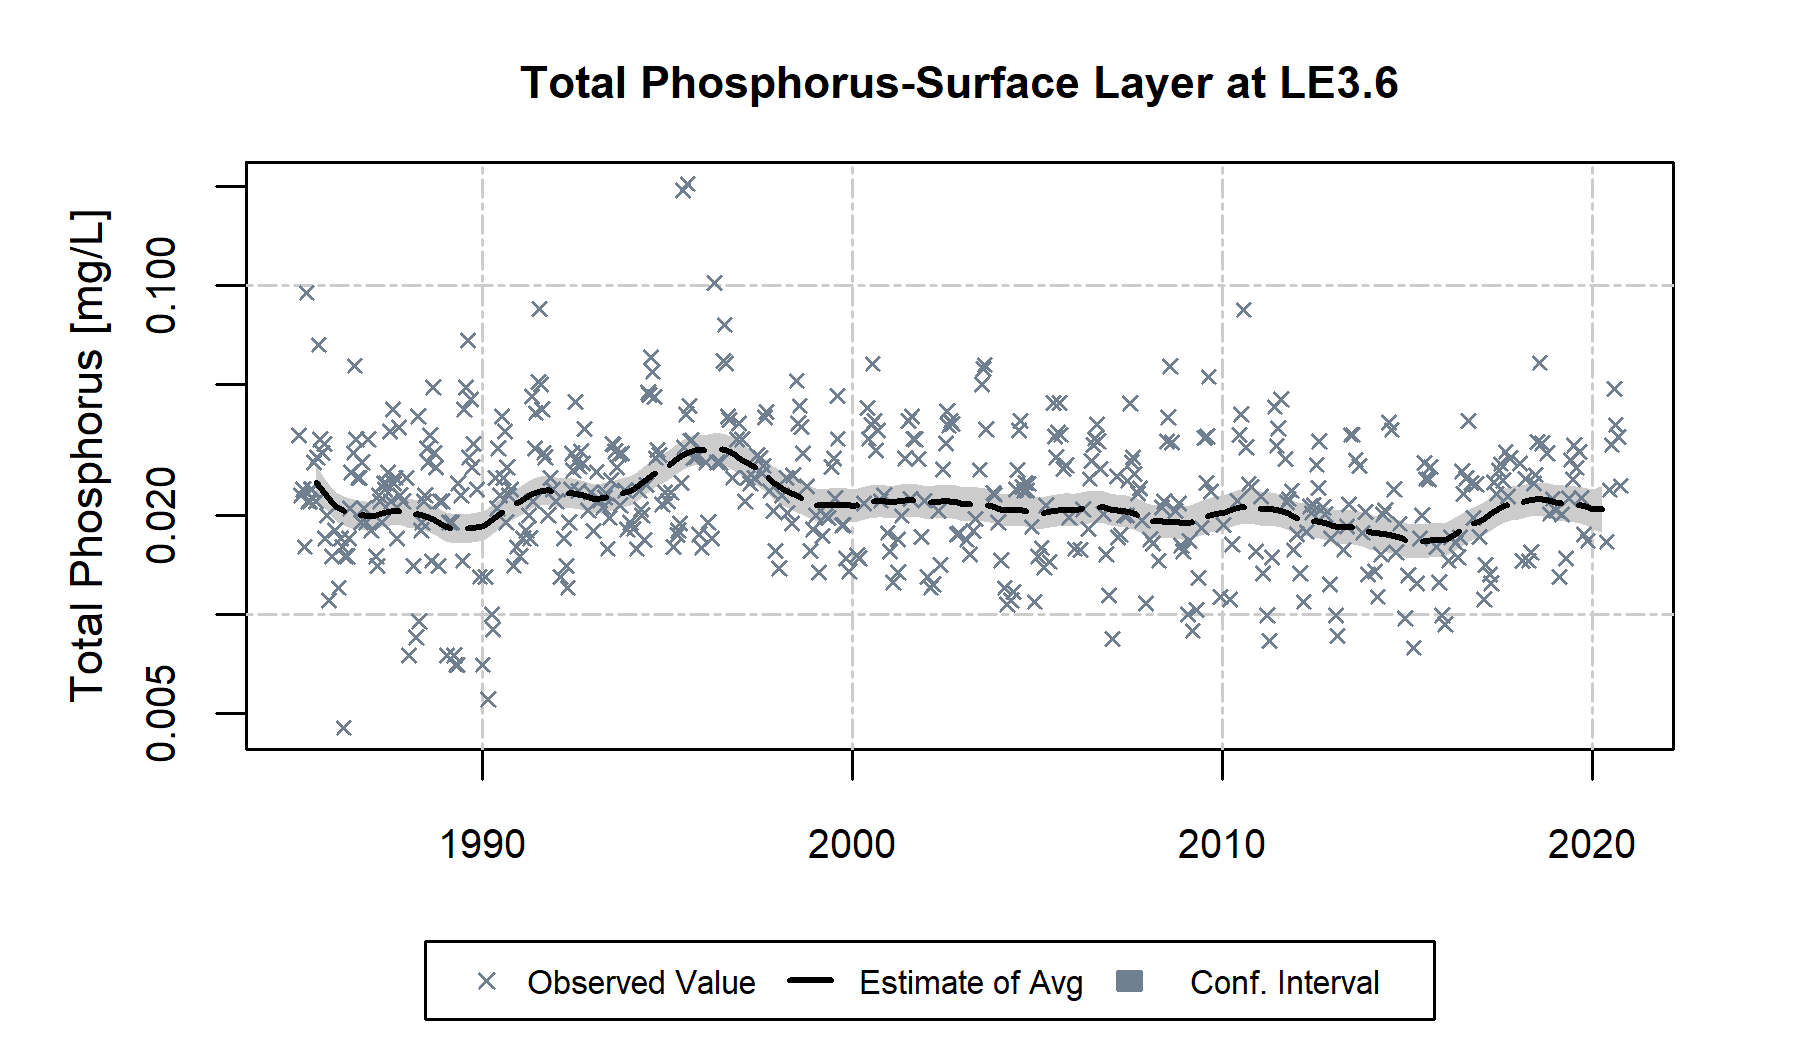 Total Phosphorus-Surface Layer at LE3.6
Total Phosphorus [mg/L]
0.100
0.020
0.005
1990 2000 2010 2020
Observed Value Estimate of Avg Conf. Interval